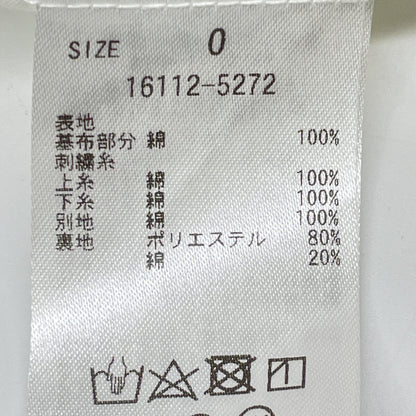 SIZE 0
16112-5272
表地
基布部分 綿 100%
刺繍糸
上糸 綿 100%
下糸 綿 100%
別地 綿 100%
裏地 ポリエステル 80%
綿 20%